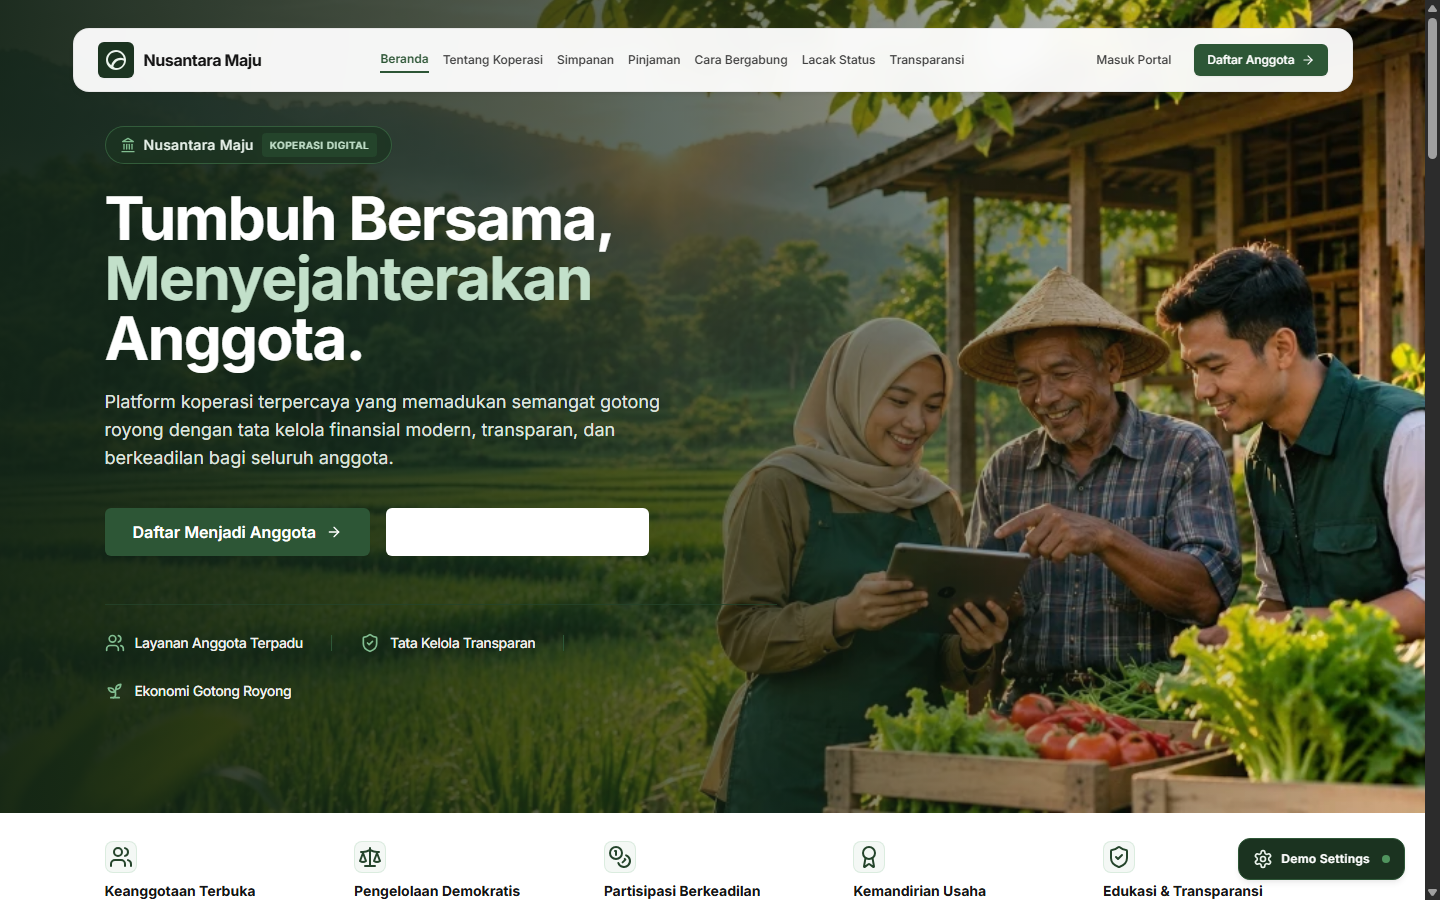 Nusantara Maju
Beranda Tentang Koperasi Simpanan Pinjaman Cara Bergabung Lacak Status Transparansi
Masuk Portal
Daftar Anggota
Nusantara Maju KOPERASI DIGITAL
Tumbuh Bersama,
Menyejahterakan
Anggota.
Platform koperasi terpercaya yang memadukan semangat gotong
royong dengan tata kelola finansial modern, transparan, dan
berkeadilan bagi seluruh anggota.
Daftar Menjadi Anggota
Layanan Anggota Terpadu
Tata Kelola Transparan
Ekonomi Gotong Royong
Keanggotaan Terbuka
Pengelolaan Demokratis
Partisipasi Berkeadilan
Kemandirian Usaha
Edukasi & Transparansi
Demo Settings